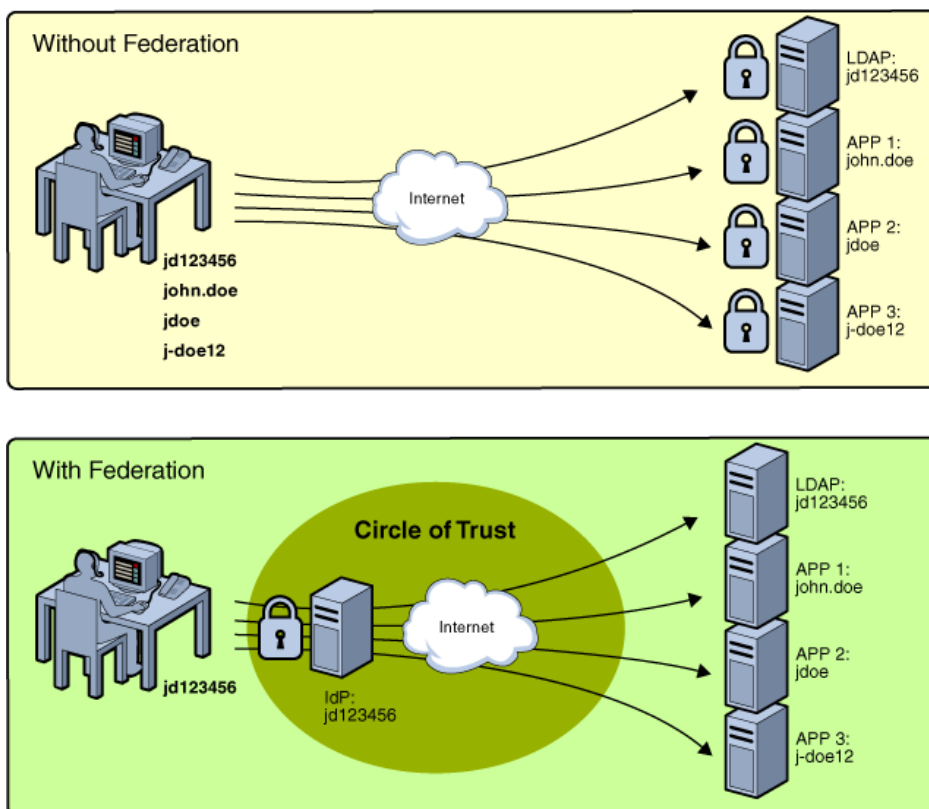 Without Federation
LDAP:
jd123456
APP 1:
john.doe
Internet
APP 2:
jdoe
jd123456
john.doe
jdoe
j-doe12
APP 3:
j-doe12
With Federation
LDAP:
jd123456
Circle of Trust
APP 1:
john.doe
Internet
APP 2:
jdoe
jd123456
IdP:
jd123456
APP 3:
j-doe12